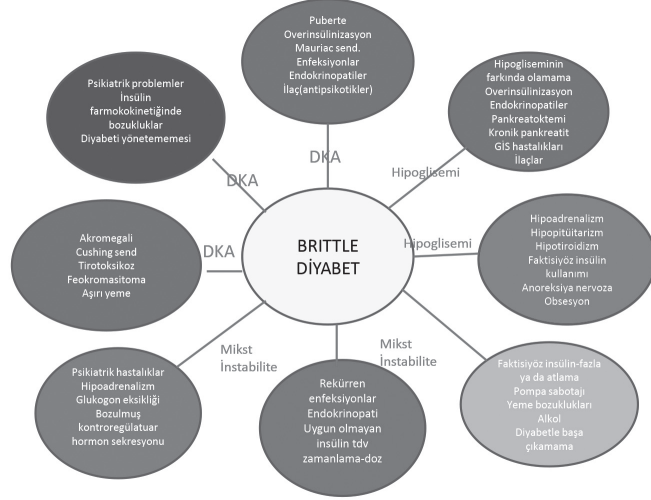 Puberte
Overinsülinizasyon
Mauriac send.
Enfeksiyonlar
Endokrinopatiler
İlaç(antipsikotikler)
Psikiatrik problemler
İnsülin
farmokokinetiğinde
bozukluklar
Diyabeti yönetememesi
Hipogliseminin
farkında olamama
Overinsülinizasyon
Endokrinopatiler
Pankreatoktemi
Kronik pankreatit
GİS hastalıkları
İlaçlar
DKA
DKA
Hipoglisemi
Akromegali
Cushing send
Tirotoksikoz
Feokromasitoma
Aşırı yeme
DKA
BRITTLE
DİYABET
Hipoglisemi
Hipoadrenalizm
Hipopitüitarizm
Hipotiroidizm
Faktisiyöz insülin
kullanımı
Anoreksiya nervoza
Obsesyon
Mikst
İnstabilite
Mikst
İnstabilite
Psikiatrik hastalıklar
Hipoadrenalizm
Glukogon eksikliği
Bozulmuş
kontroregülatuar
hormon sekresyonu
Rekürren
enfeksiyonlar
Endokrinopati
Uygun olmayan
insülin tdv
zamanlama-doz
Faktisiyöz insülin-fazla
ya da atlama
Pompa sabotajı
Yeme bozuklukları
Alkol
Diyabetle başa
çıkamama